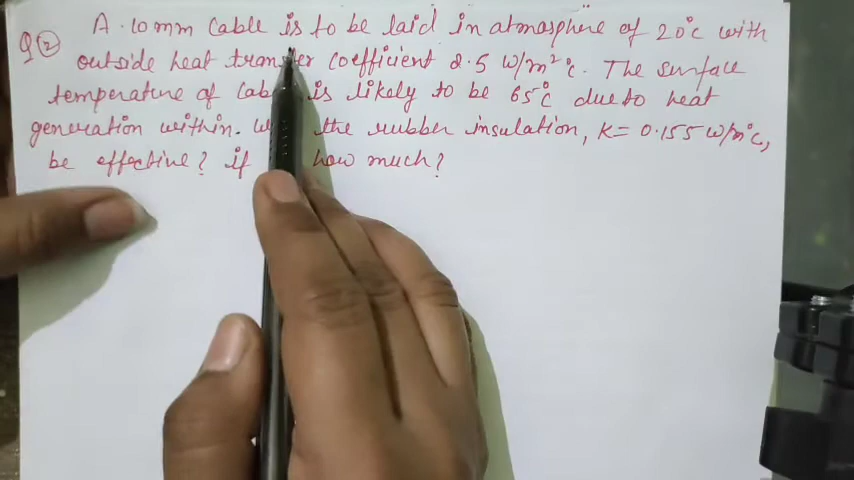 Q② A 10 mm cable is to be laid in atmosphere of 20°c with
outside heat transfer coefficient 8.5 W/m² °c. The surface
temperature of is likely to be 65°c due to heat
generation within. the rubber insulation, K = 0.155 w/m°c,
be effective? if how much?